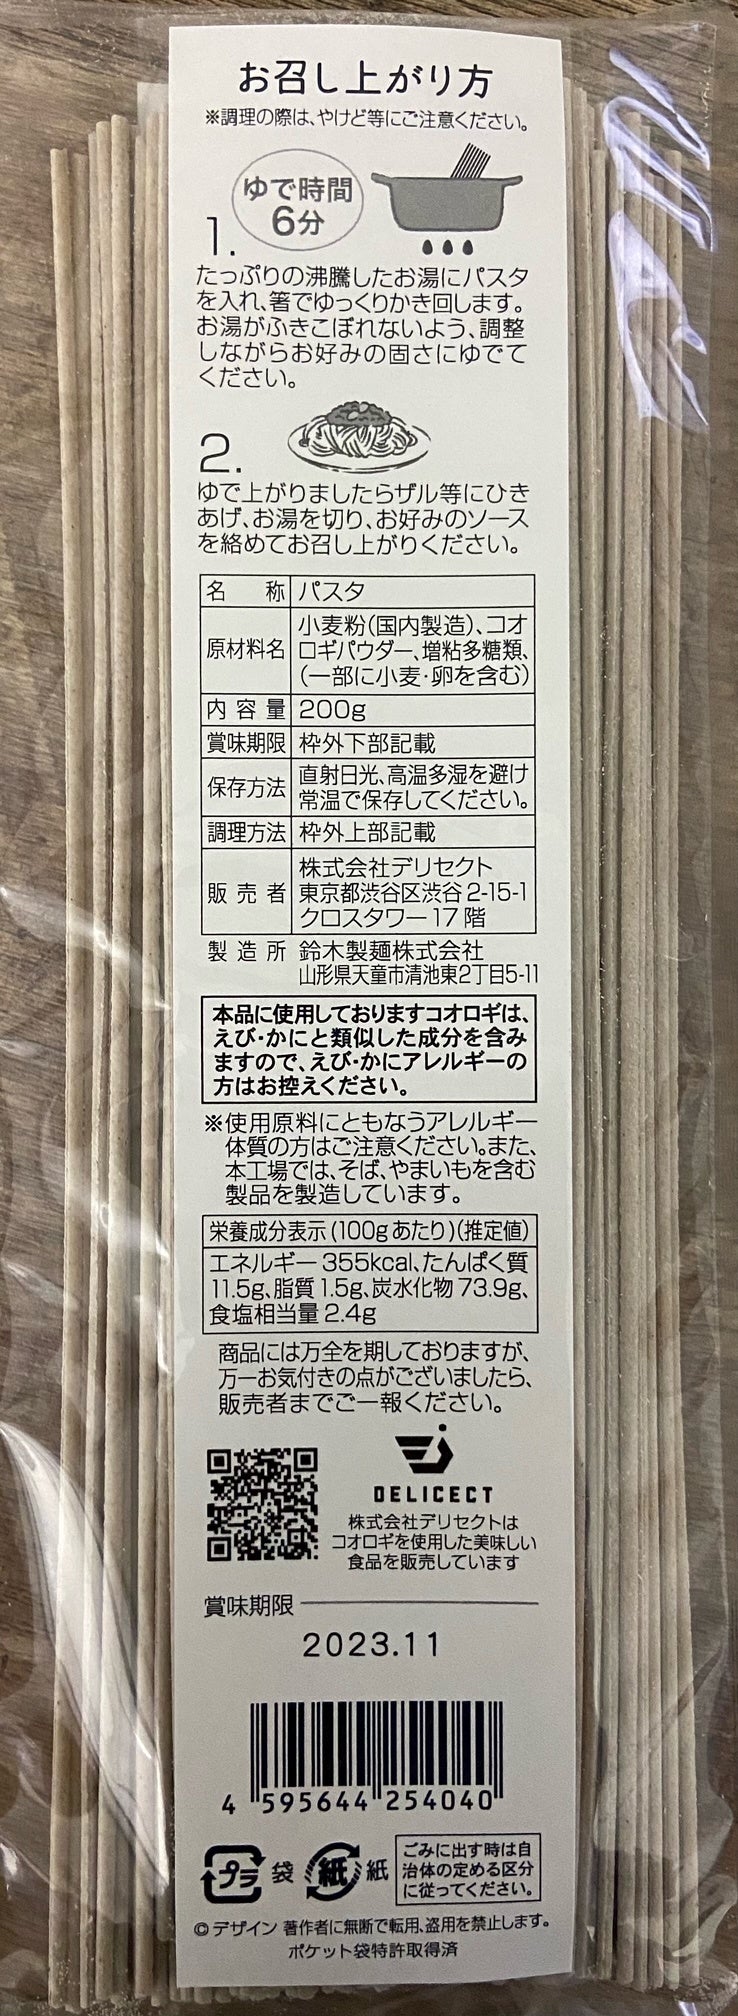 お召し上がり方
※調理の際は、やけど等にご注意ください。
ゆで時間
6分
1.
たっぷりの沸騰したお湯にパスタ
を入れ、箸でゆっくりかき回します。
お湯がふきこぼれないよう、調整
しながらお好みの固さにゆでて
ください。
2.
ゆで上がりましたらザル等にひき
あげ、お湯を切り、お好みのソース
を絡めてお召し上がりください。
名 称 パスタ
原材料名 小麦粉(国内製造)、コオ
ロギパウダー、増粘多糖類、
(一部に小麦・卵を含む)
内容量 200g
賞味期限 枠外下部記載
保存方法 直射日光、高温多湿を避け
常温で保存してください。
調理方法 枠外上部記載
販売者 株式会社デリセクト
東京都渋谷区渋谷2-15-1
クロスタワー17階
製造所 鈴木製麺株式会社
山形県天童市清池東2丁目5-11
本品に使用しておりますコオロギは、
えび・かにと類似した成分を含み
ますので、えび・かにアレルギーの
方はお控えください。
※使用原料にともなうアレルギー
体質の方はご注意ください。また、
本工場では、そば、やまいもを含む
製品を製造しています。
栄養成分表示(100gあたり)(推定値)
エネルギー 355kcal、たんぱく質
11.5g、脂質1.5g、炭水化物73.9g、
食塩相当量2.4g
商品には万全を期しておりますが、
万一お気付きの点がございましたら、
販売者までご一報ください。
DELICECT
株式会社デリセクトは
コオロギを使用した美味しい
食品を販売しています
賞味期限
2023.11
4 595644 254040
プラ 袋 紙 紙
ごみに出す時は自
治体の定める区分
に従ってください。
©デザイン 著作者に無断で転用、盗用を禁止します。
ポケット袋特許取得済